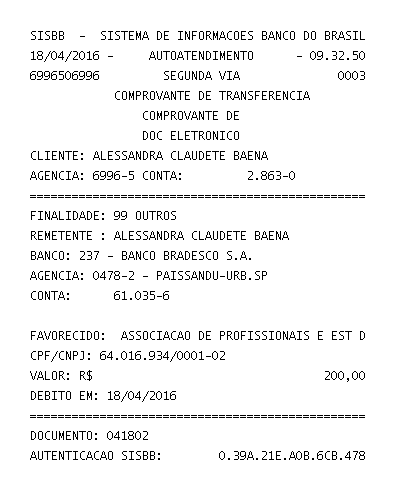 SISBB - SISTEMA DE INFORMACOES BANCO DO BRASIL
18/04/2016 - AUTOATENDIMENTO - 09.32.50
6996506996 SEGUNDA VIA 0003
COMPROVANTE DE TRANSFERENCIA
COMPROVANTE DE
DOC ELETRONICO
CLIENTE: ALESSANDRA CLAUDETE BAENA
AGENCIA: 6996-5 CONTA: 2.863-0
================================================
FINALIDADE: 99 OUTROS
REMETENTE : ALESSANDRA CLAUDETE BAENA
BANCO: 237 - BANCO BRADESCO S.A.
AGENCIA: 0478-2 - PAISSANDU-URB.SP
CONTA: 61.035-6
FAVORECIDO: ASSOCIACAO DE PROFISSIONAIS E EST D
CPF/CNPJ: 64.016.934/0001-02
VALOR: R$ 200,00
DEBITO EM: 18/04/2016
================================================
DOCUMENTO: 041802
AUTENTICACAO SISBB: 0.39A.21E.A0B.6CB.478